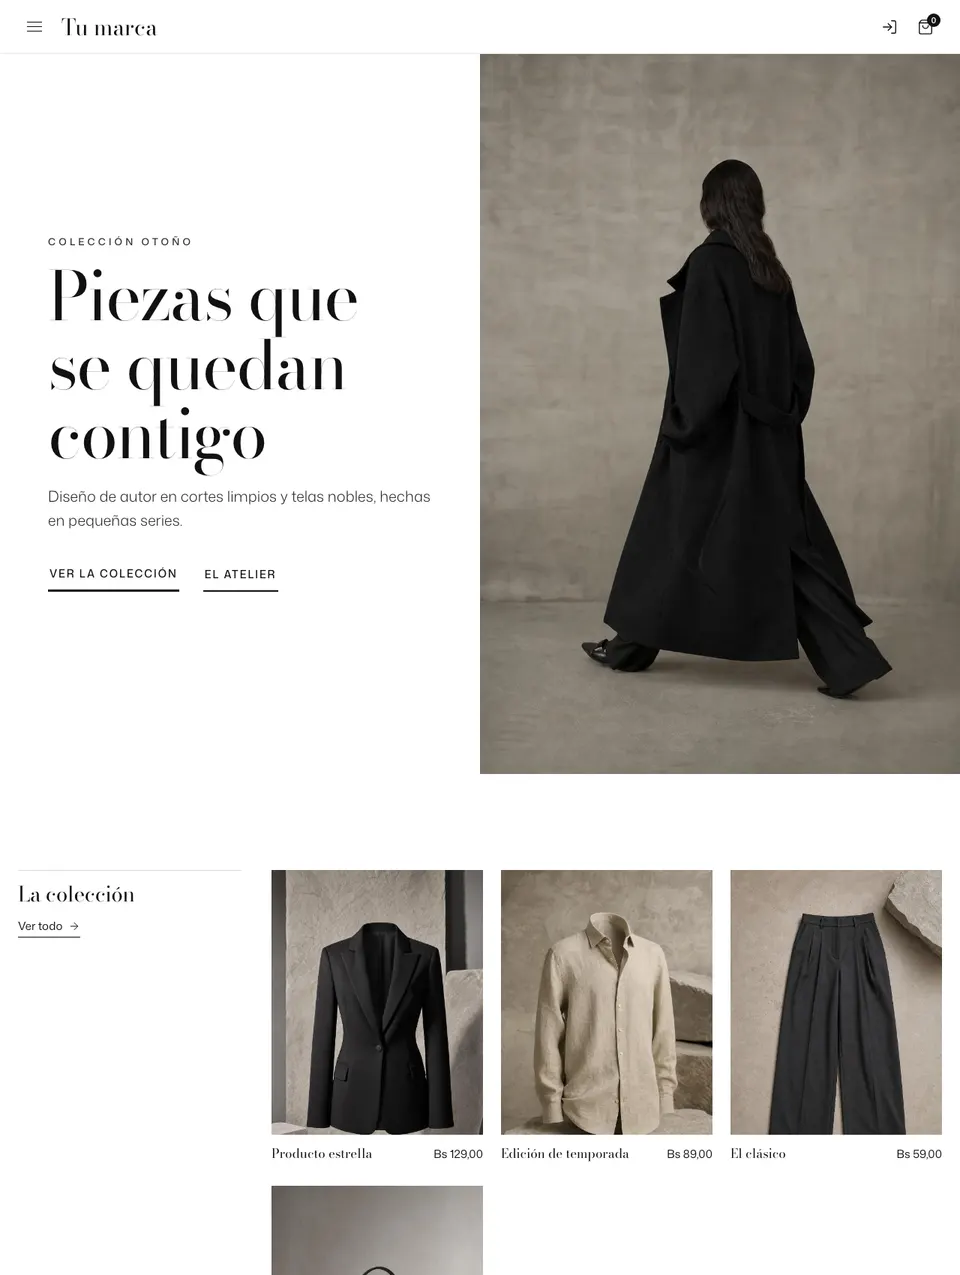 Tu marca
0
COLECCIÓN OTOÑO
Piezas que
se quedan
contigo
Diseño de autor en cortes limpios y telas nobles, hechas
en pequeñas series.
VER LA COLECCIÓN
EL ATELIER
La colección
Ver todo
Producto estrella
Bs 129,00
Edición de temporada
Bs 89,00
El clásico
Bs 59,00